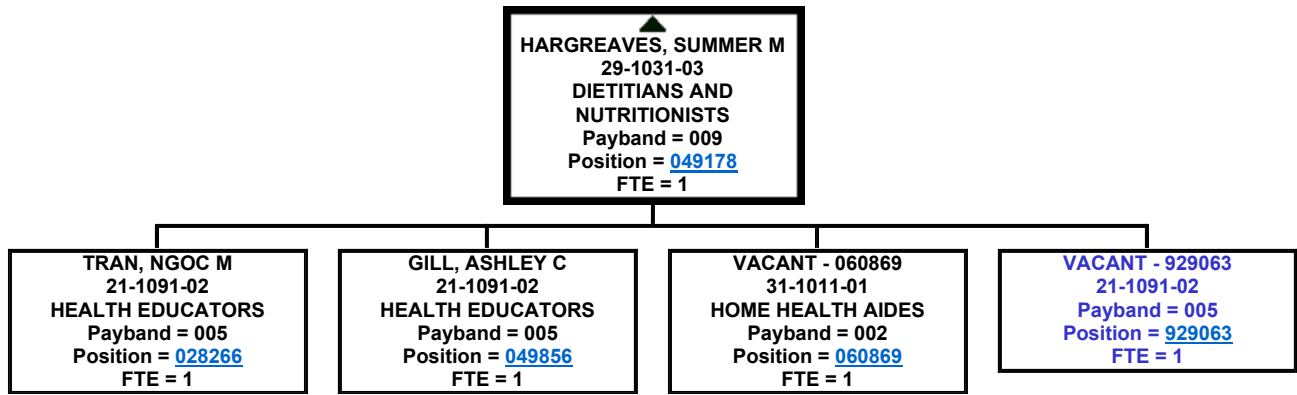 HARGREAVES, SUMMER M
29-1031-03
DIETITIANS AND
NUTRITIONISTS
Payband = 009
Position = 049178
FTE = 1
TRAN, NGOC M
21-1091-02
HEALTH EDUCATORS
Payband = 005
Position = 028266
FTE = 1
GILL, ASHLEY C
21-1091-02
HEALTH EDUCATORS
Payband = 005
Position = 049856
FTE = 1
VACANT - 060869
31-1011-01
HOME HEALTH AIDES
Payband = 002
Position = 060869
FTE = 1
VACANT - 929063
21-1091-02
Payband = 005
Position = 929063
FTE = 1